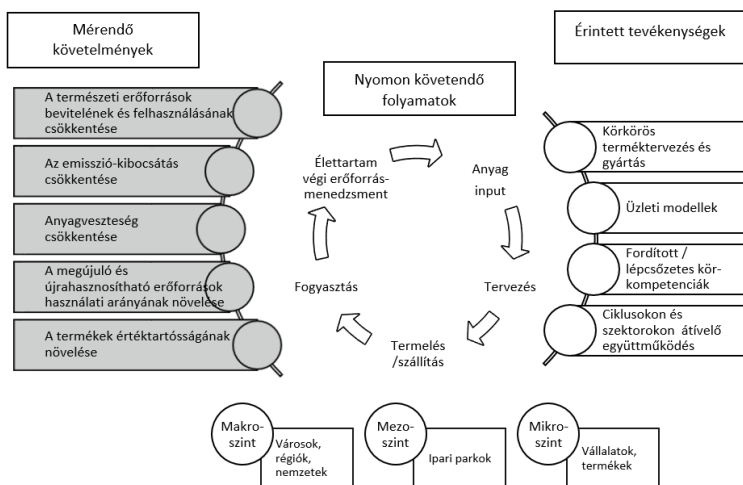 Mérendő
követelmények
A természeti erőforrások
bevitelének és felhasználásának
csökkentése
Az emisszió-kibocsátás
csökkentése
Anyagveszteség
csökkentése
A megújuló és
újrahasznosítható erőforrások
használati arányának növelése
A termékek értéktartósságának
növelése
Nyomon követendő
folyamatok
Élettartam
végi erőforrás-
menedzsment
Anyag
input
Tervezés
Termelés
/szállítás
Fogyasztás
Érintett tevékenységek
Körkörös
terméktervezés és
gyártás
Üzleti modellek
Fordított /
lépcsőzetes kör-
kompetenciák
Ciklusokon és
szektorokon átívelő
együttműködés
Makro-
szint
Városok,
régiók,
nemzetek
Mezo-
szint
Ipari parkok
Mikro-
szint
Vállalatok,
termékek